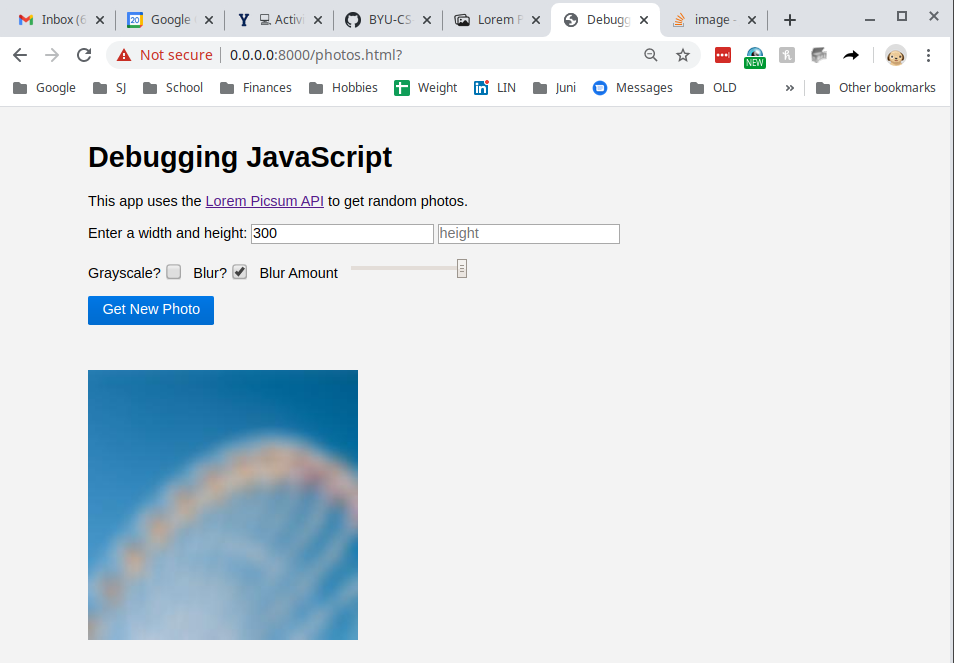 Inbox (6
Google
20
Y
Activi
BYU-CS
Lorem P
Debugg
image -
Not secure
0.0.0.0:8000/photos.html?
NEW
Google
SJ
School
Finances
Hobbies
Weight
LIN
Juni
Messages
OLD
»
Other bookmarks
Debugging JavaScript
This app uses the Lorem Picsum API to get random photos.
Enter a width and height: 300 height
Grayscale? Blur? Blur Amount
Get New Photo